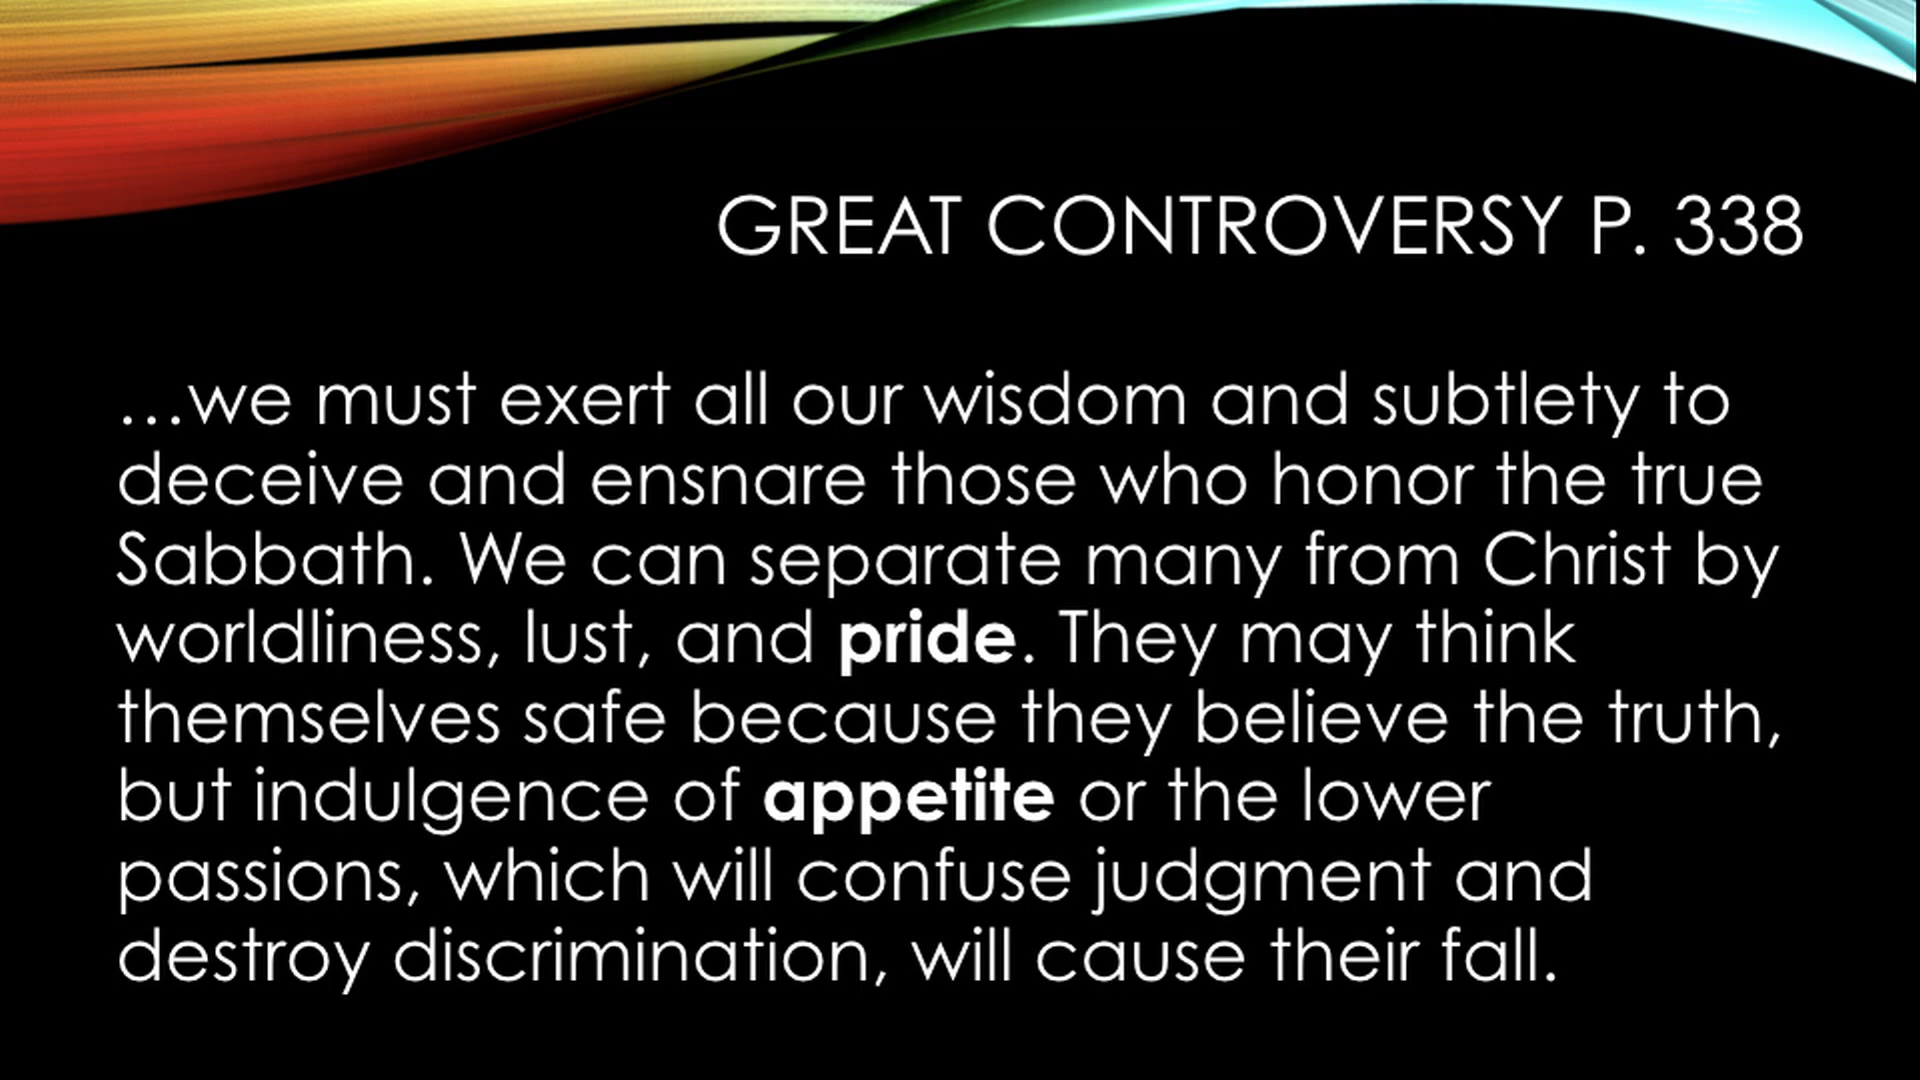 GREAT CONTROVERSY P. 338
…we must exert all our wisdom and subtlety to
deceive and ensnare those who honor the true
Sabbath. We can separate many from Christ by
worldliness, lust, and pride. They may think
themselves safe because they believe the truth,
but indulgence of appetite or the lower
passions, which will confuse judgment and
destroy discrimination, will cause their fall.